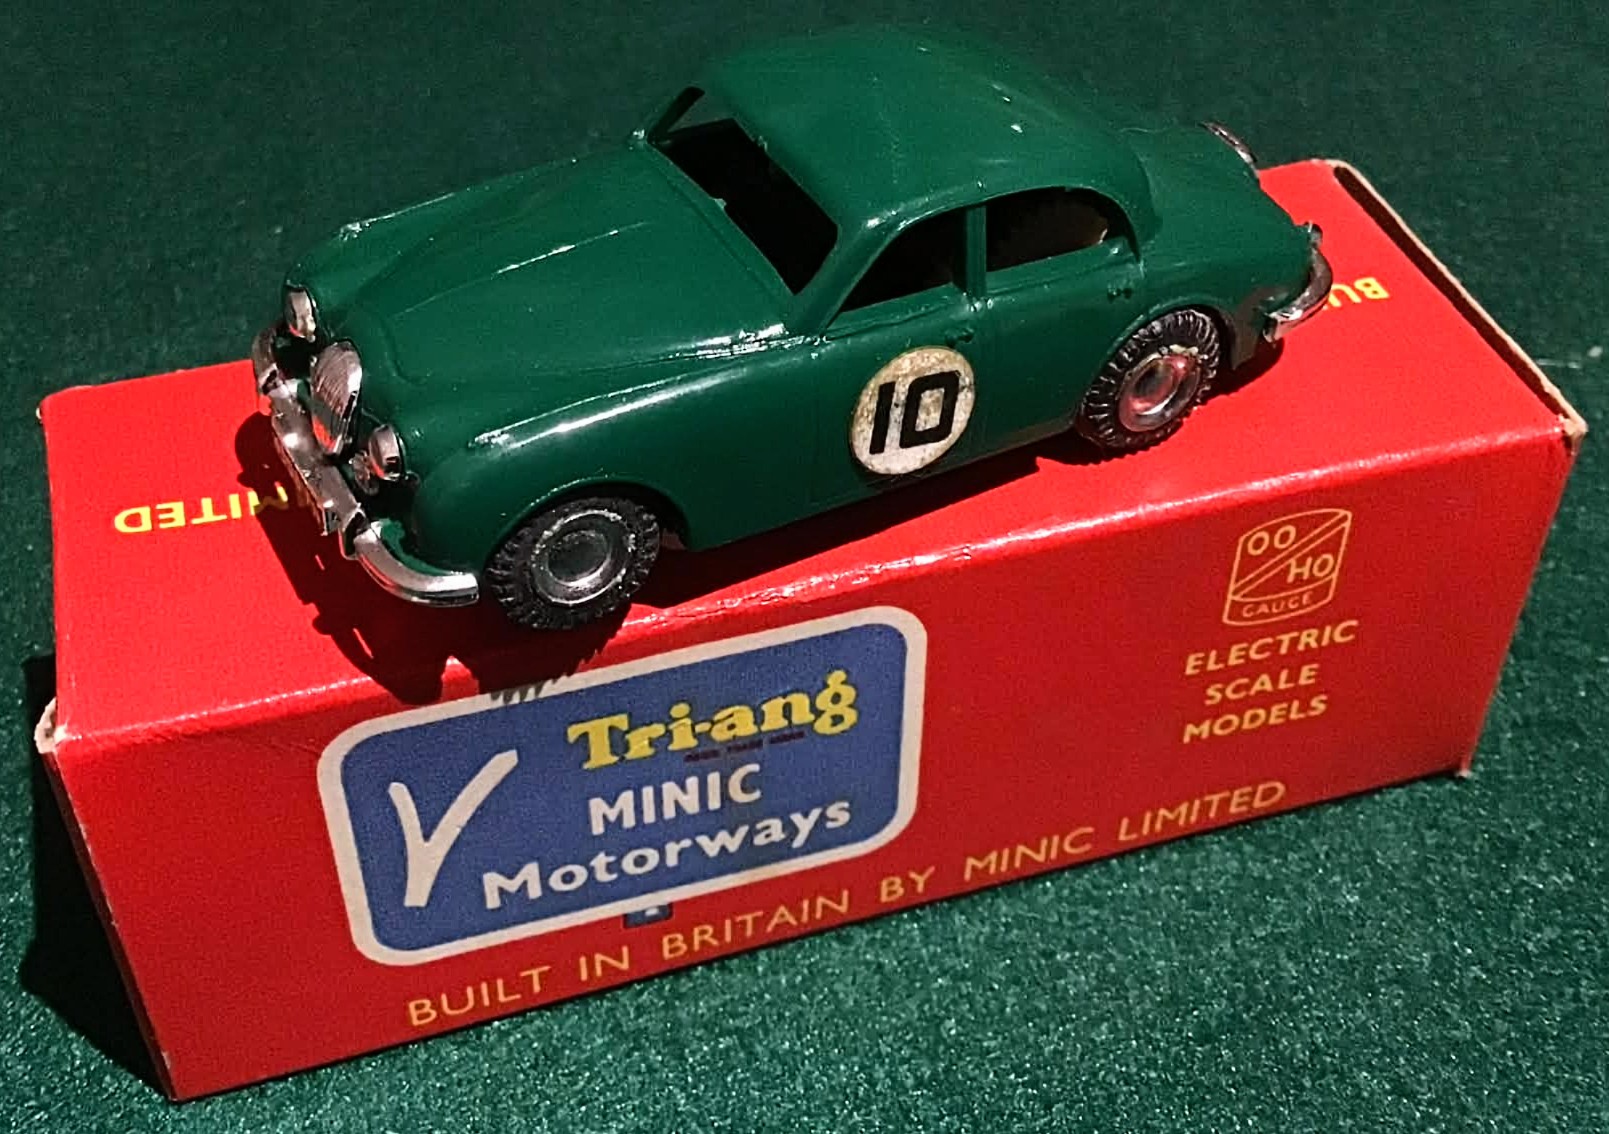 10
BU
MITED
OO
HO
GAUGE
ELECTRIC
SCALE
MODELS
Tri-ang
MINIC
Motorways
BUILT IN BRITAIN BY MINIC LIMITED